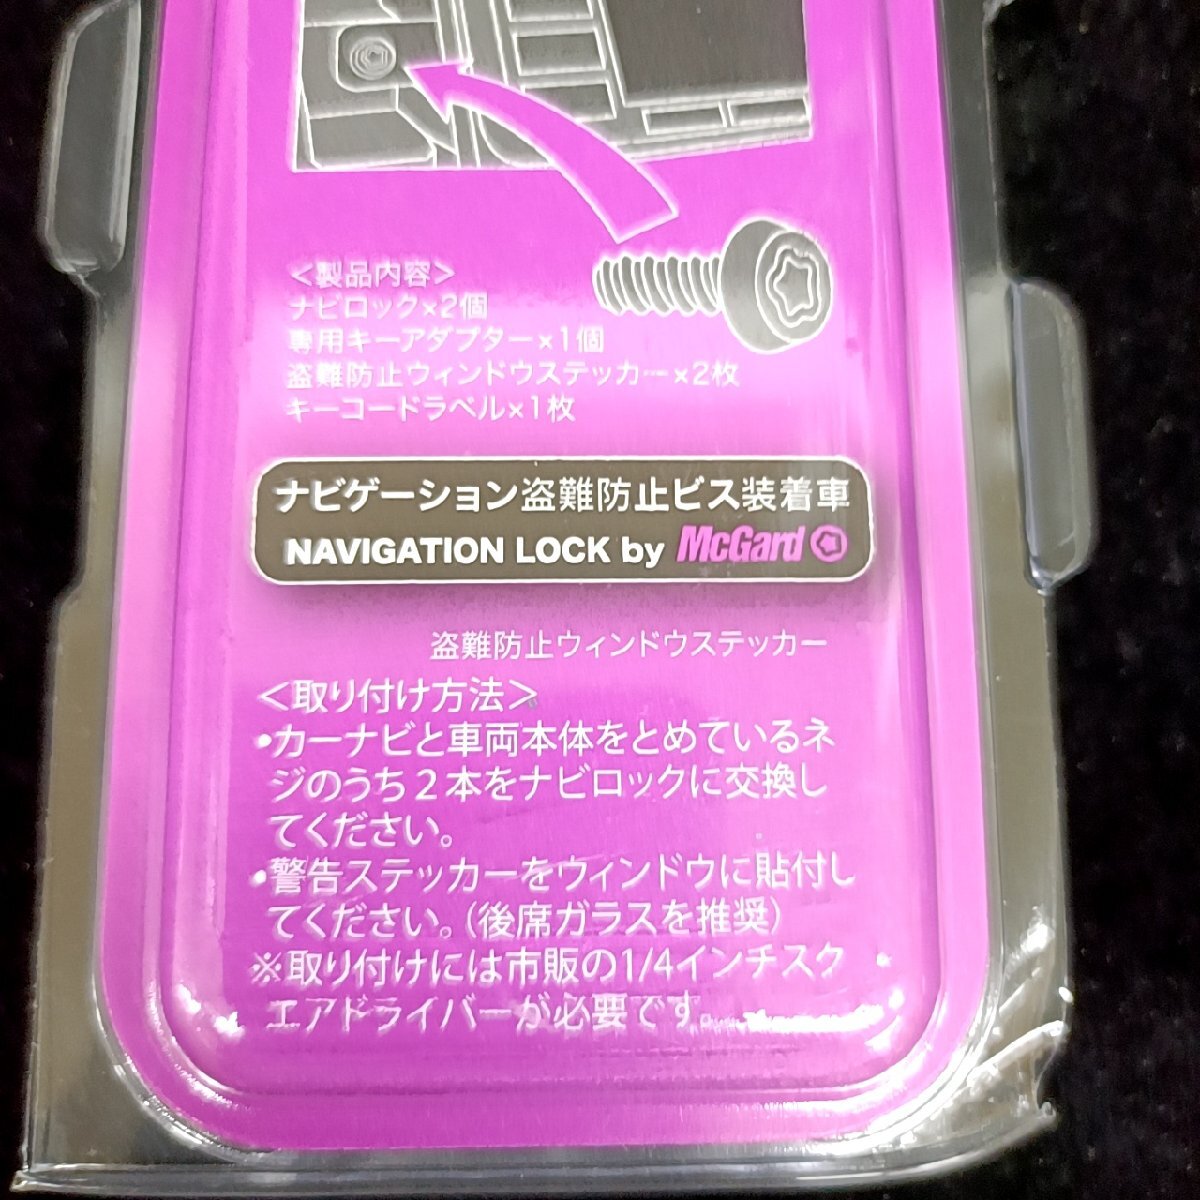 ＜製品内容＞
ナビロック×2個
専用キーアダプター×1個
盗難防止ウィンドウステッカー×2枚
キーコードラベル×1枚
ナビゲーション盗難防止ビス装着車
NAVIGATION LOCK by McGard
盗難防止ウィンドウステッカー
＜取り付け方法＞
•カーナビと車両本体をとめているネ
ジのうち２本をナビロックに交換し
てください。
•警告ステッカーをウィンドウに貼付し
てください。（後席ガラスを推奨）
※取り付けには市販の1/4インチスク
エアドライバーが必要です。